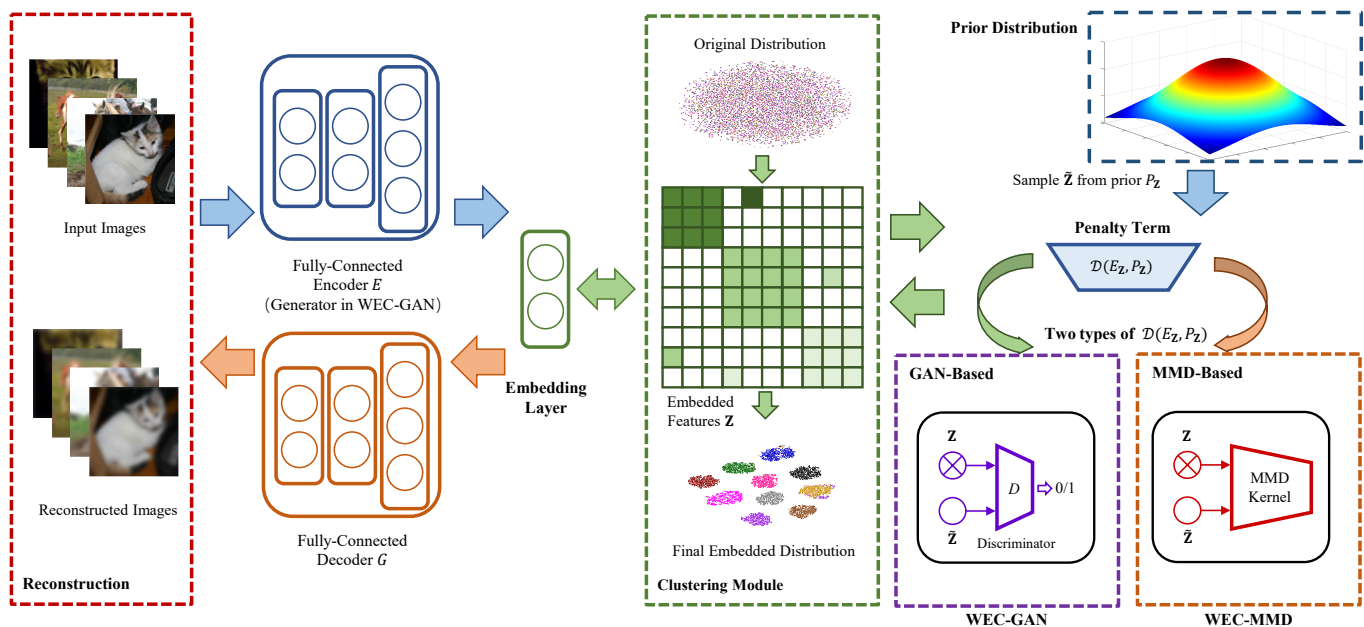 Input Images
Reconstructed Images
Reconstruction
Fully-Connected
Encoder E
(Generator in WEC-GAN)
Fully-Connected
Decoder G
Embedding
Layer
Original Distribution
Embedded
Features Z
Final Embedded Distribution
Clustering Module
Prior Distribution
Sample Z̃ from prior P_Z
Penalty Term
𝒟(E_Z, P_Z)
Two types of 𝒟(E_Z, P_Z)
GAN-Based
Z
D
0/1
Z̃
Discriminator
WEC-GAN
MMD-Based
Z
MMD
Kernel
Z̃
WEC-MMD